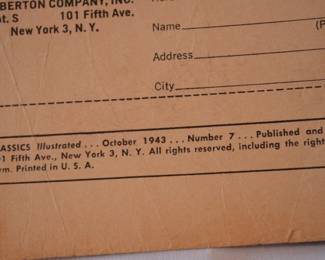 BERTON COMPANY, INC.
101 Fifth Ave.
New York 3, N. Y.
Name
Address
City
ASSICS Illustrated . . . October 1943 . . . Number 7 . . . Published and
1 Fifth Ave., New York 3, N. Y. All rights reserved, including the right
Printed in U. S. A.